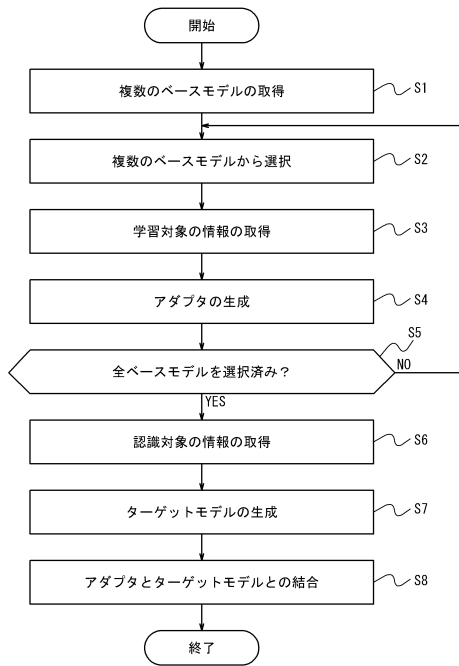 開始
複数のベースモデルの取得
S1
複数のベースモデルから選択
S2
学習対象の情報の取得
S3
アダプタの生成
S4
S5
全ベースモデルを選択済み？
NO
YES
認識対象の情報の取得
S6
ターゲットモデルの生成
S7
アダプタとターゲットモデルとの結合
S8
終了